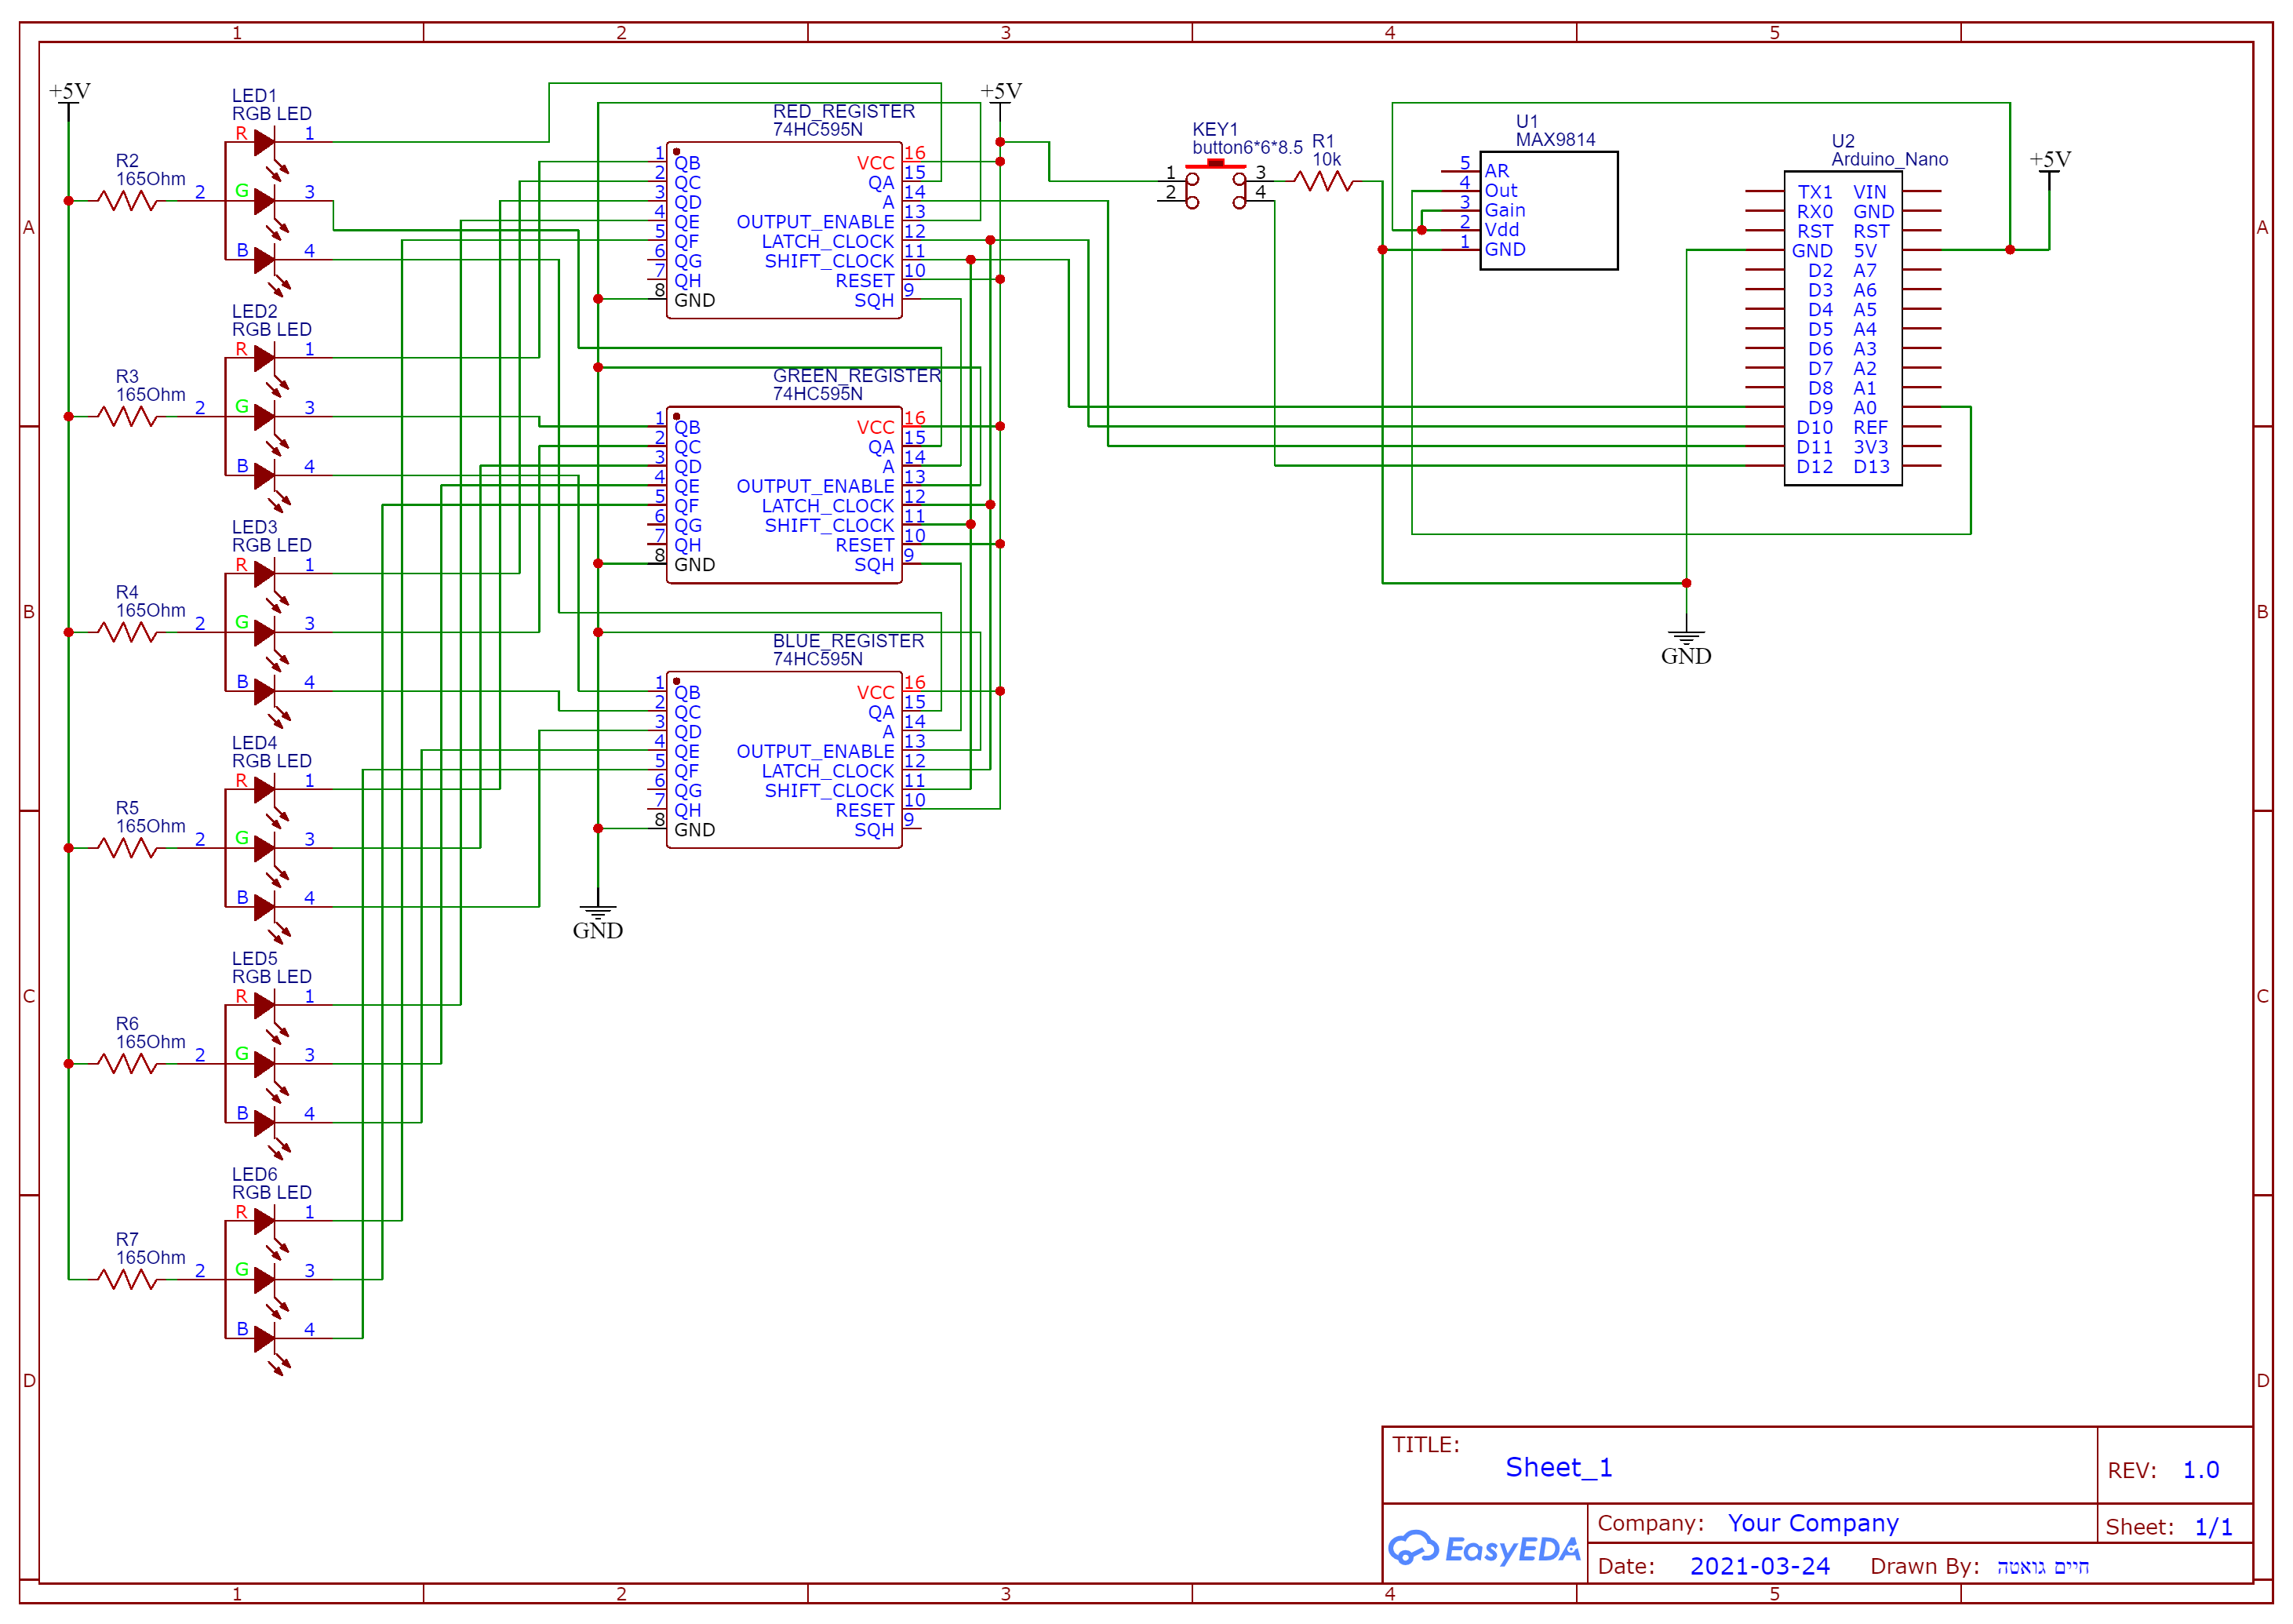 1 2 3 4 5
+5V
LED1
RGB LED
R 1
R2
165Ohm
2 G 3
B 4
LED2
RGB LED
R 1
R3
165Ohm
2 G 3
B 4
LED3
RGB LED
R 1
R4
165Ohm
2 G 3
B 4
LED4
RGB LED
R 1
R5
165Ohm
2 G 3
B 4
LED5
RGB LED
R 1
R6
165Ohm
2 G 3
B 4
LED6
RGB LED
R 1
R7
165Ohm
2 G 3
B 4
+5V
RED_REGISTER
74HC595N
1 QB VCC 16
2 QC QA 15
3 QD A 14
4 QE OUTPUT_ENABLE 13
5 QF LATCH_CLOCK 12
6 QG SHIFT_CLOCK 11
7 QH RESET 10
8 GND SQH 9
GREEN_REGISTER
74HC595N
1 QB VCC 16
2 QC QA 15
3 QD A 14
4 QE OUTPUT_ENABLE 13
5 QF LATCH_CLOCK 12
6 QG SHIFT_CLOCK 11
7 QH RESET 10
8 GND SQH 9
BLUE_REGISTER
74HC595N
1 QB VCC 16
2 QC QA 15
3 QD A 14
4 QE OUTPUT_ENABLE 13
5 QF LATCH_CLOCK 12
6 QG SHIFT_CLOCK 11
7 QH RESET 10
8 GND SQH 9
GND
KEY1
button6*6*8.5
1 3
2 4
R1
10k
U1
MAX9814
5 AR
4 Out
3 Gain
2 Vdd
1 GND
U2
Arduino_Nano
TX1 VIN
RX0 GND
RST RST
GND 5V
D2 A7
D3 A6
D4 A5
D5 A4
D6 A3
D7 A2
D8 A1
D9 A0
D10 REF
D11 3V3
D12 D13
+5V
GND
A A
B B
C C
D D
TITLE:
Sheet_1
REV: 1.0
EasyEDA
Company: Your Company
Sheet: 1/1
Date: 2021-03-24 Drawn By: חיים גואטה
1 2 3 4 5